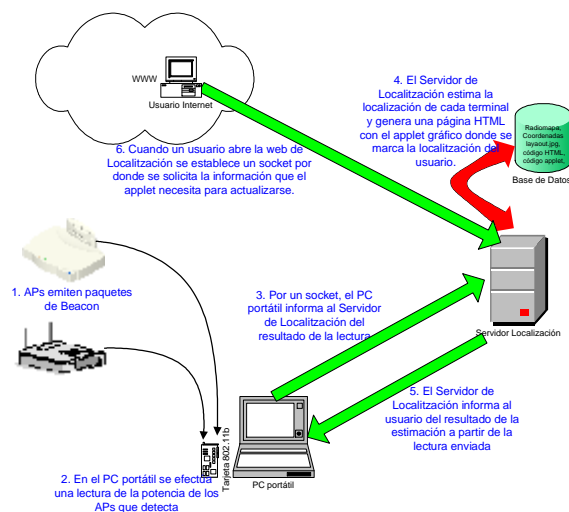 WWW
Usuario Internet
4. El Servidor de
Localitzación estima la
localización de cada terminal
y genera una página HTML
con el applet gráfico donde se
marca la localización del
usuario.
Radiomapa,
Coordenadas
layaout.jpg,
código HTML,
código applet,
Base de Datos
6. Cuando un usuario abre la web de
Localización se establece un socket por
donde se solicita la información que el
applet necesita para actualizarse.
1. APs emiten paquetes
de Beacon
3. Por un socket, el PC
portátil informa al Servidor
de Localitzación del
resultado de la lectura
Servidor Localización
5. El Servidor de
Localitzación informa al
usuario del resultado de la
estimación a partir de la
lectura enviada
Tarjeta 802.11b
PC portátil
2. En el PC portátil se efectua
una lectura de la potencia de los
APs que detecta